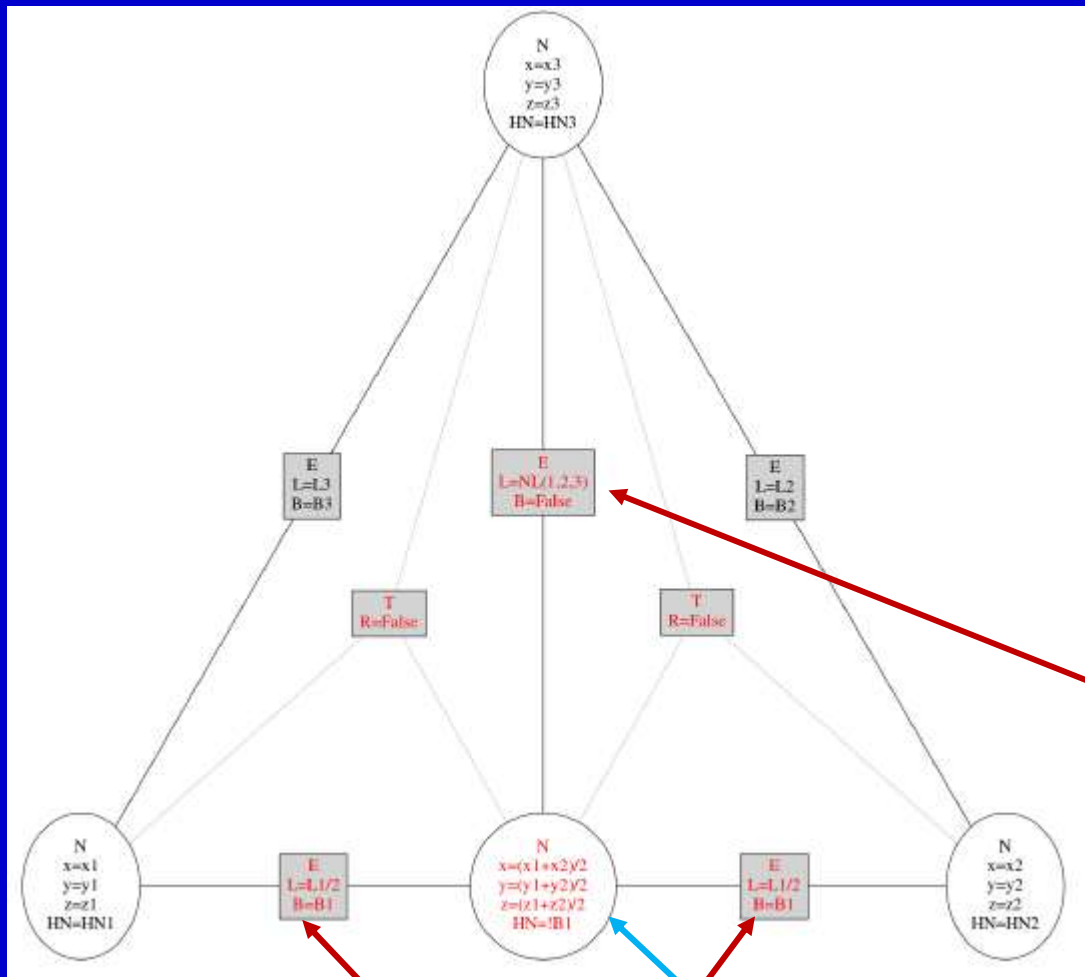 N
x=x3
y=y3
z=z3
HN=HN3
E
L=L3
B=B3
E
L=NL(1,2,3)
B=False
E
L=L2
B=B2
T
R=False
T
R=False
N
x=x1
y=y1
z=z1
HN=HN1
E
L=L1/2
B=B1
N
x=(x1+x2)/2
y=(y1+y2)/2
z=(z1+z2)/2
HN=!B1
E
L=L1/2
B=B1
N
x=x2
y=y2
z=z2
HN=HN2